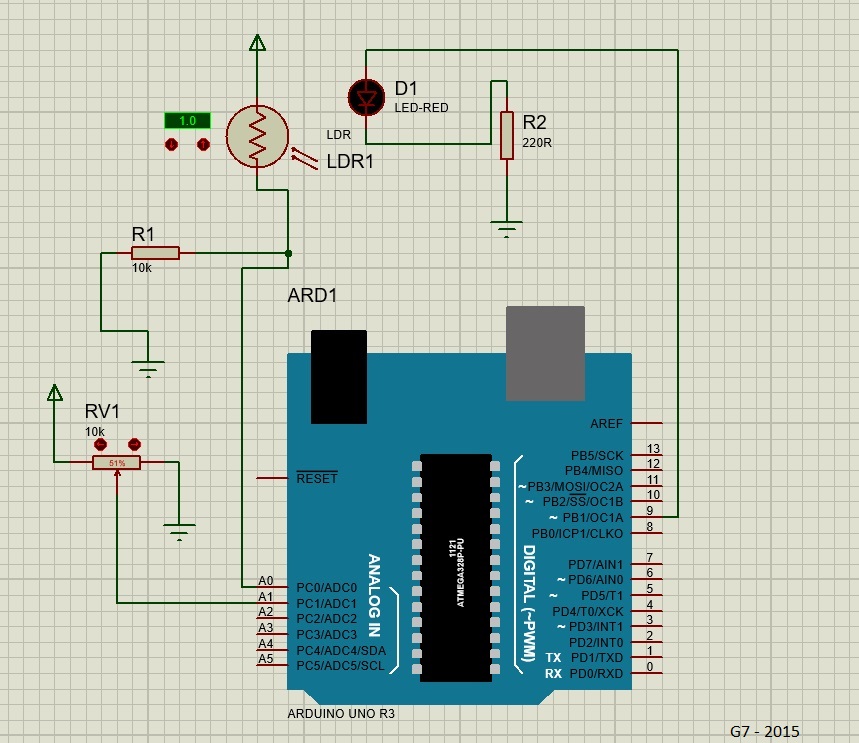 1.0
D1
LED-RED
R2
220R
LDR
LDR1
R1
10k
ARD1
RV1
10k
51%
AREF
RESET
PB5/SCK 13
PB4/MISO 12
~PB3/MOSI/OC2A 11
~ PB2/SS/OC1B 10
~ PB1/OC1A 9
PB0/ICP1/CLKO 8
1121
ATMEGA328P-PU
DIGITAL (~PWM)
ANALOG IN
PD7/AIN1 7
~ PD6/AIN0 6
~ PD5/T1 5
PD4/T0/XCK 4
~ PD3/INT1 3
PD2/INT0 2
TX PD1/TXD 1
RX PD0/RXD 0
A0 PC0/ADC0
A1 PC1/ADC1
A2 PC2/ADC2
A3 PC3/ADC3
A4 PC4/ADC4/SDA
A5 PC5/ADC5/SCL
ARDUINO UNO R3
G7 - 2015